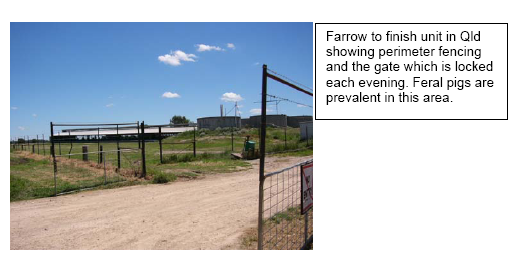 Farrow to finish unit in Qld
showing perimeter fencing
and the gate which is locked
each evening. Feral pigs are
prevalent in this area.